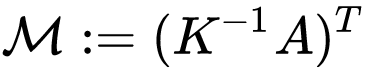 ℳ := (K⁻¹A)ᵀ